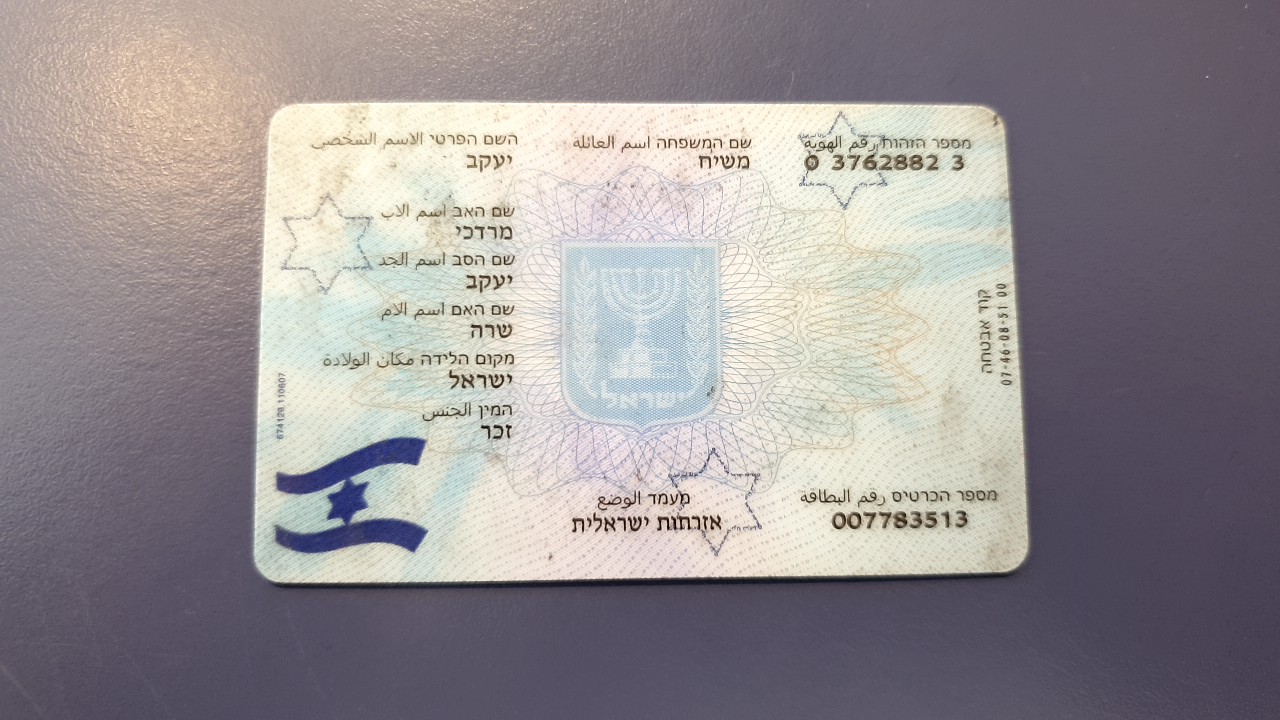 מספר הזהות رقم الهوية
0 3762882 3
שם המשפחה اسم العائلة
משיח
השם הפרטי الاسم الشخصي
יעקב
שם האב اسم الاب
מרדכי
שם הסב اسم الجد
יעקב
שם האם اسم الام
שרה
מקום הלידה مكان الولادة
ישראל
המין الجنس
זכר
ישראל
מעמד الوضع
אזרחות ישראלית
מספר הכרטיס رقم البطاقة
007783513
קוד אבטחה
07-46-08-51 00
674128 110607